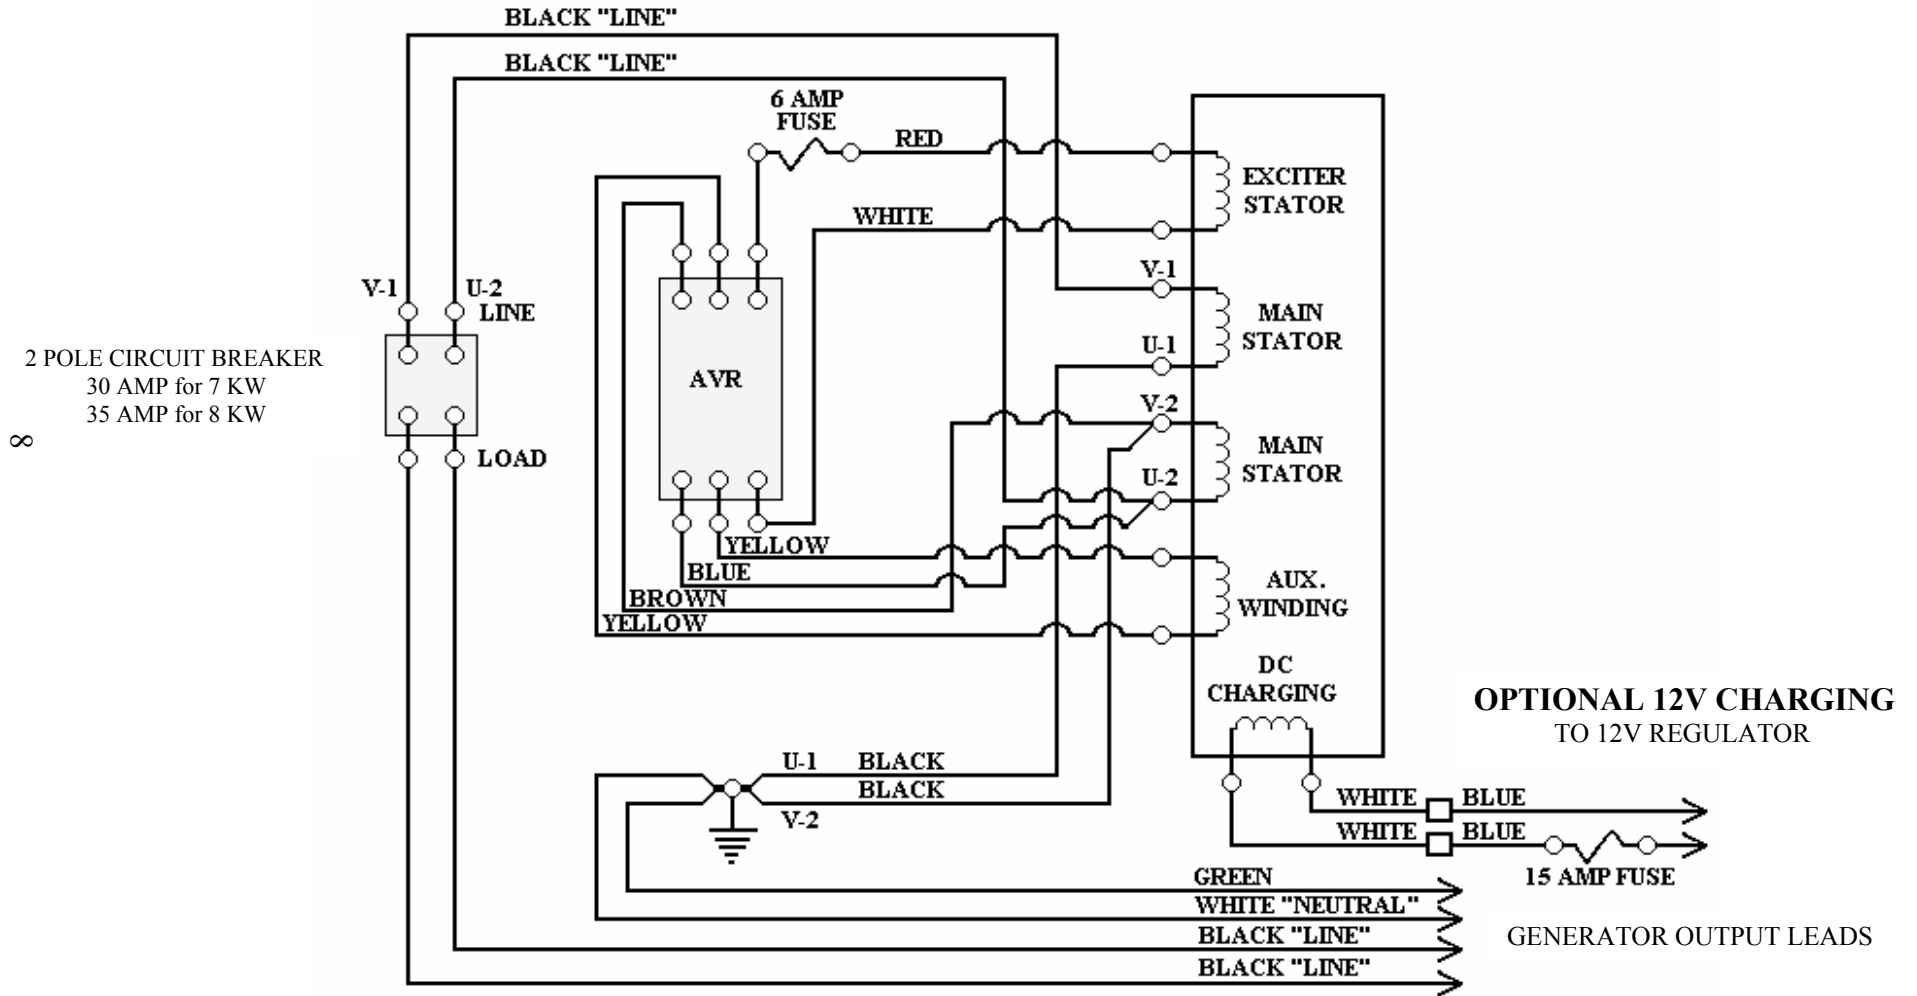 BLACK "LINE"
BLACK "LINE"
6 AMP
FUSE
RED
EXCITER
STATOR
WHITE
V-1
V-1
U-2
LINE
MAIN
STATOR
2 POLE CIRCUIT BREAKER
30 AMP for 7 KW
35 AMP for 8 KW
U-1
AVR
V-2
∞
LOAD
MAIN
STATOR
U-2
YELLOW
BLUE
BROWN
YELLOW
AUX.
WINDING
DC
CHARGING
OPTIONAL 12V CHARGING
TO 12V REGULATOR
U-1
BLACK
BLACK
V-2
WHITE
BLUE
WHITE
BLUE
15 AMP FUSE
GREEN
WHITE "NEUTRAL"
BLACK "LINE"
BLACK "LINE"
GENERATOR OUTPUT LEADS